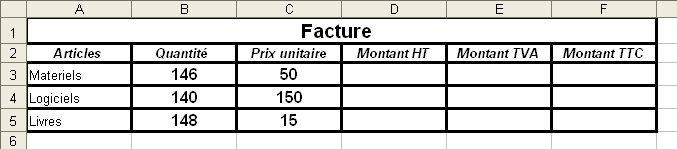 A B C D E F
1 Facture
2 Articles Quantité Prix unitaire Montant HT Montant TVA Montant TTC
3 Materiels 146 50
4 Logiciels 140 150
5 Livres 148 15
6